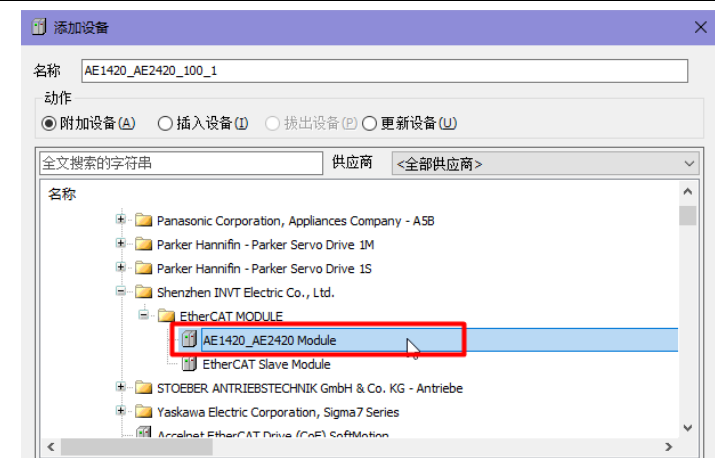 添加设备
名称 AE1420_AE2420_100_1
动作
附加设备(A) 插入设备(I) 拔出设备(P) 更新设备(U)
全文搜索的字符串 供应商 <全部供应商>
名称
Panasonic Corporation, Appliances Company - A5B
Parker Hannifin - Parker Servo Drive 1M
Parker Hannifin - Parker Servo Drive 1S
Shenzhen INVT Electric Co., Ltd.
EtherCAT MODULE
AE1420_AE2420 Module
EtherCAT Slave Module
STOEBER ANTRIEBSTECHNIK GmbH & Co. KG - Antriebe
Yaskawa Electric Corporation, Sigma7 Series
Accelnet EtherCAT Drive (CoE) SoftMotion